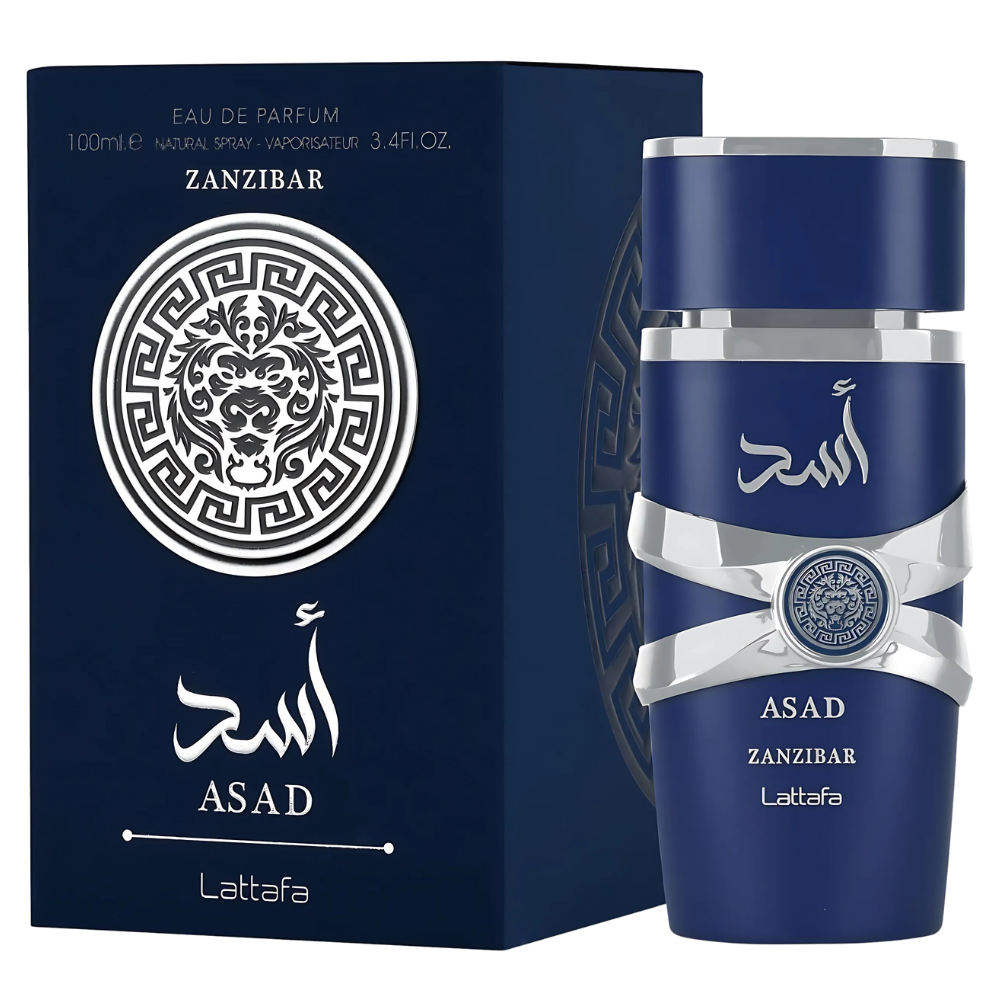 EAU DE PARFUM
100ml.e NATURAL SPRAY - VAPORISATEUR 3.4Fl.OZ.
ZANZIBAR
أسد
ASAD
Lattafa
أسد
ASAD
ZANZIBAR
Lattafa